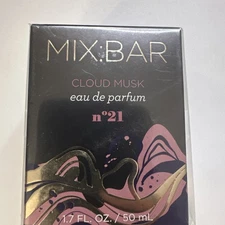 MIX:BAR
CLOUD MUSK
eau de parfum
nº21
1.7 FL. OZ. / 50 mL